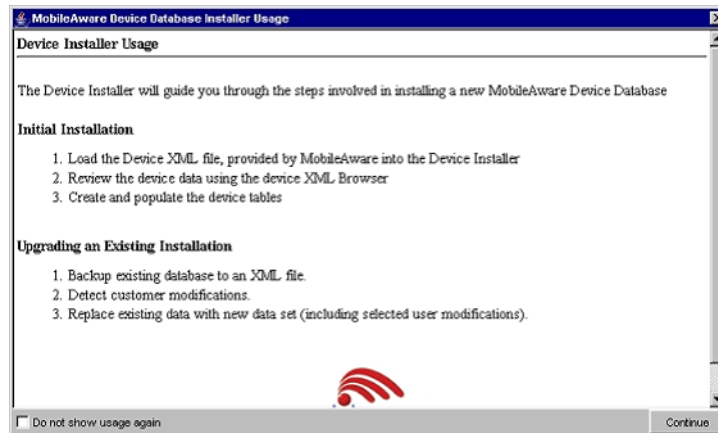 MobileAware Device Database Installer Usage
Device Installer Usage
The Device Installer will guide you through the steps involved in installing a new MobileAware Device Database
Initial Installation
1. Load the Device XML file, provided by MobileAware into the Device Installer
2. Review the device data using the device XML Browser
3. Create and populate the device tables
Upgrading an Existing Installation
1. Backup existing database to an XML file.
2. Detect customer modifications.
3. Replace existing data with new data set (including selected user modifications).
Do not show usage again
Continue